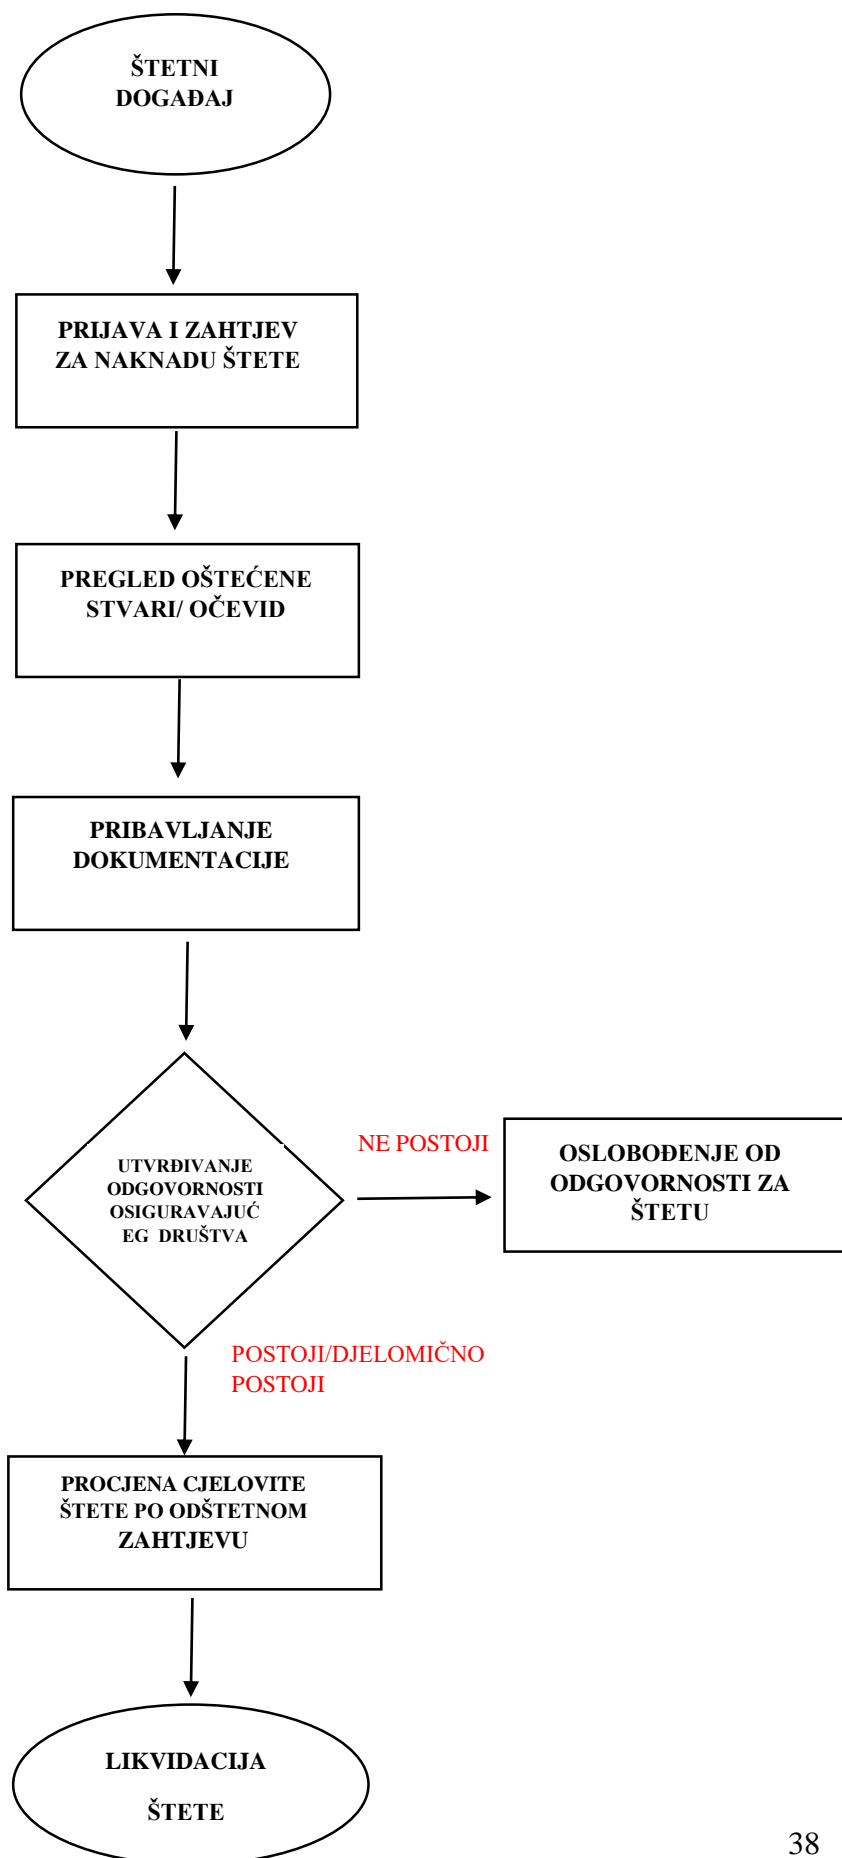 ŠTETNI
DOGAĐAJ
PRIJAVA I ZAHTJEV
ZA NAKNADU ŠTETE
PREGLED OŠTEĆENE
STVARI/ OČEVID
PRIBAVLJANJE
DOKUMENTACIJE
UTVRĐIVANJE
ODGOVORNOSTI
OSIGURAVAJUĆ
EG DRUŠTVA
NE POSTOJI
OSLOBOĐENJE OD
ODGOVORNOSTI ZA
ŠTETU
POSTOJI/DJELOMIČNO
POSTOJI
PROCJENA CJELOVITE
ŠTETE PO ODŠTETNOM
ZAHTJEVU
LIKVIDACIJA
ŠTETE
38